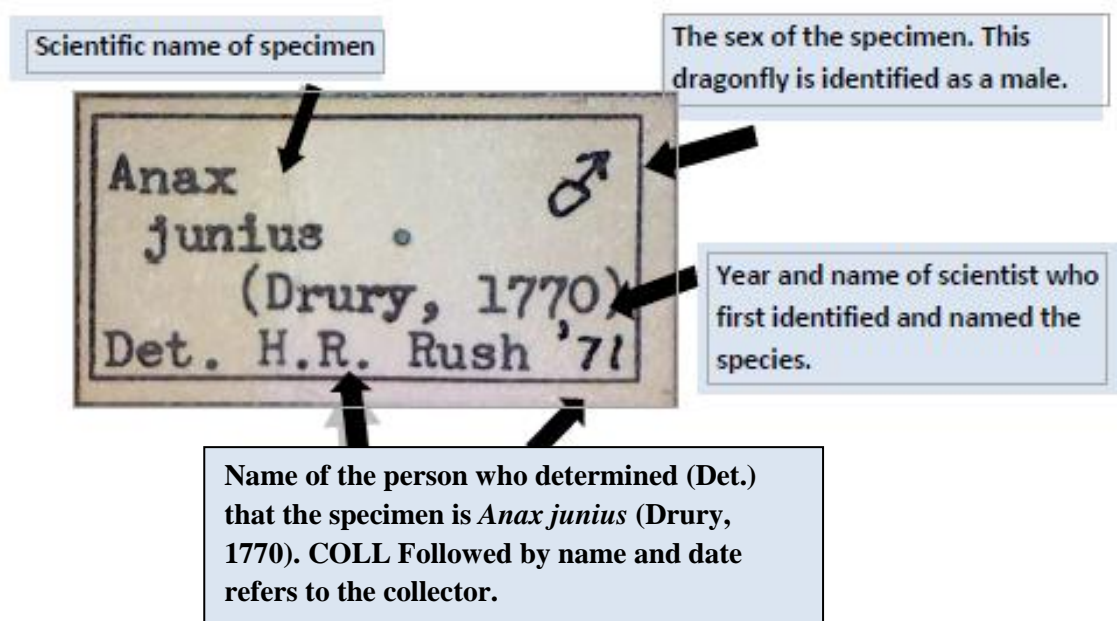 Scientific name of specimen
The sex of the specimen. This
dragonfly is identified as a male.
Anax
junius
(Drury, 1770)
Det. H.R. Rush '71
♂
Year and name of scientist who
first identified and named the
species.
Name of the person who determined (Det.)
that the specimen is Anax junius (Drury,
1770). COLL Followed by name and date
refers to the collector.